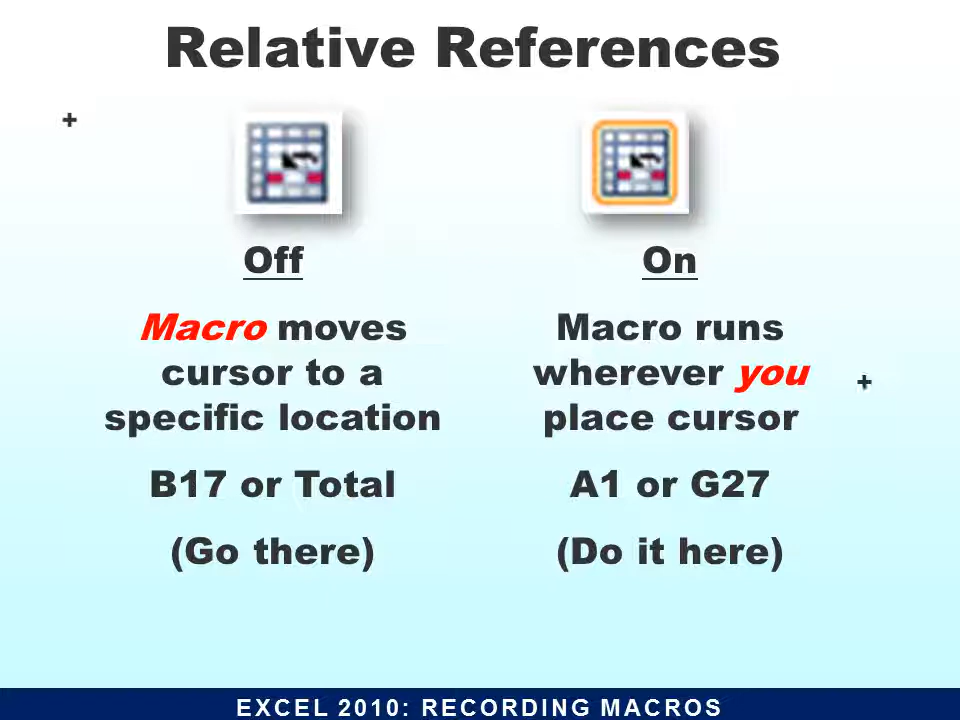 Relative References
+
Off
Macro moves
cursor to a
specific location
B17 or Total
(Go there)
On
Macro runs
wherever you
place cursor
+
A1 or G27
(Do it here)
EXCEL 2010: RECORDING MACROS